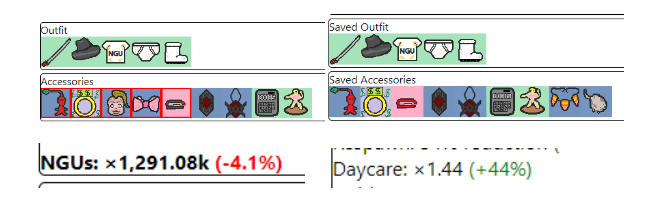 Outfit
NGU
Accessories
NGUs: ×1,291.08k (-4.1%)
Saved Outfit
NGU
Saved Accessories
Daycare: ×1.44 (+44%)